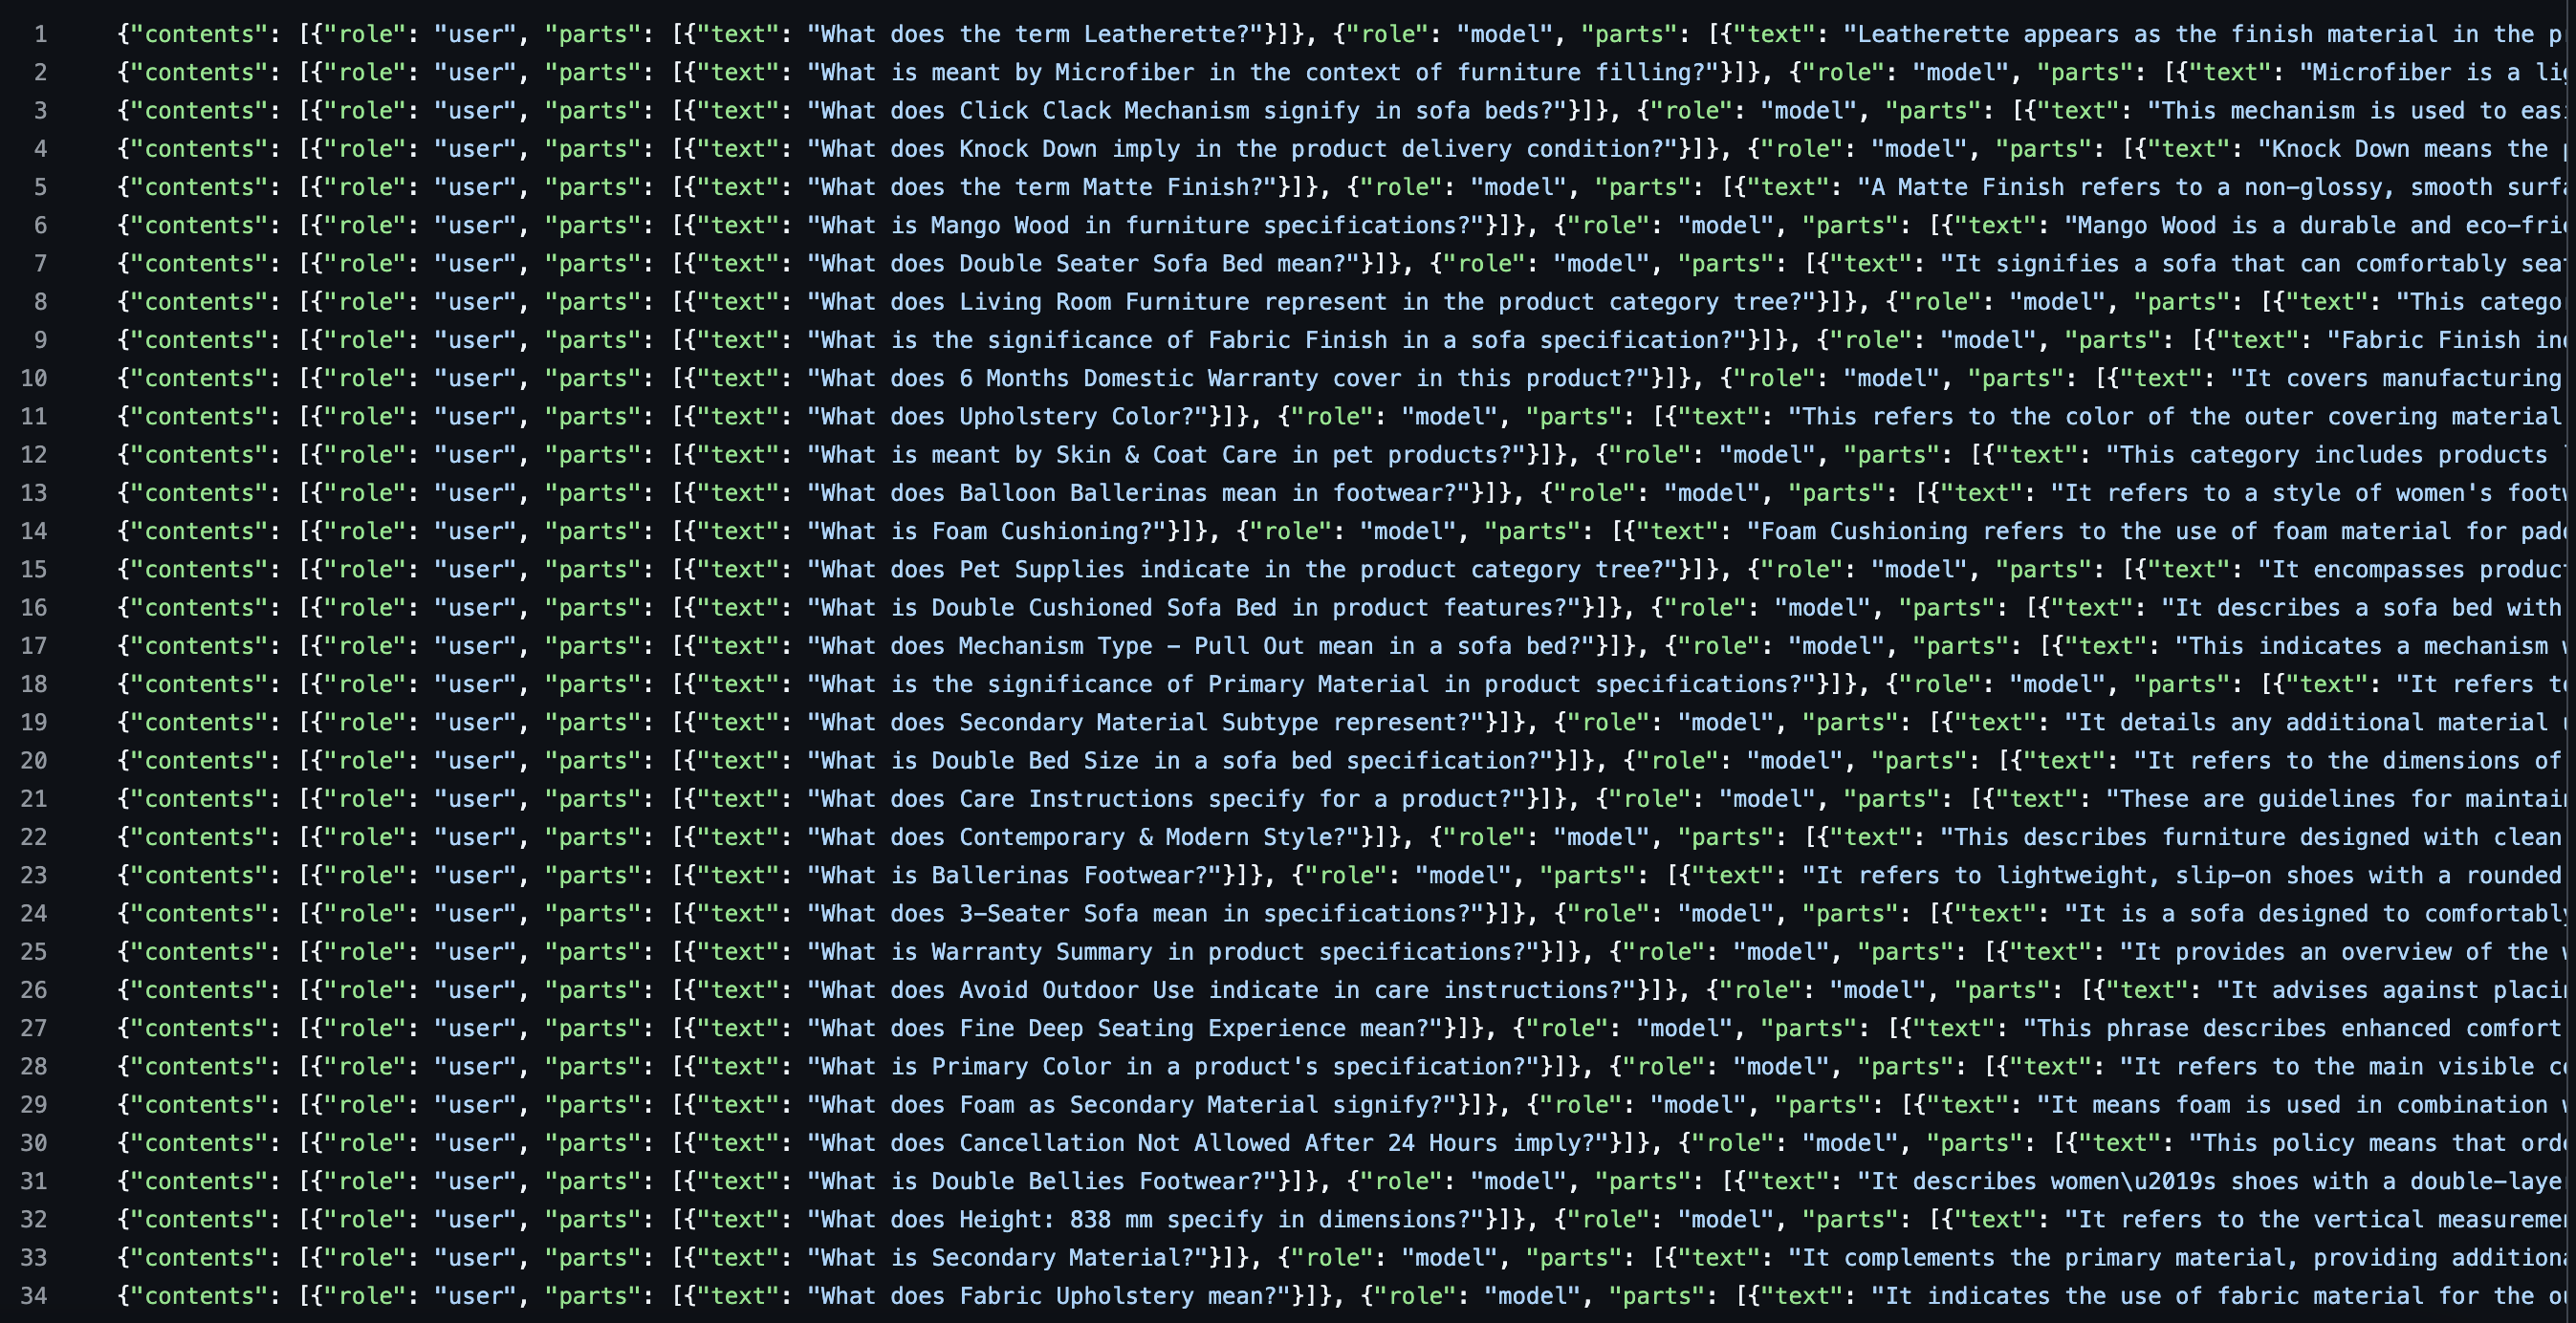 1 {"contents": [{"role": "user", "parts": [{"text": "What does the term Leatherette?"}]}, {"role": "model", "parts": [{"text": "Leatherette appears as the finish material in the
2 {"contents": [{"role": "user", "parts": [{"text": "What is meant by Microfiber in the context of furniture filling?"}]}, {"role": "model", "parts": [{"text": "Microfiber is a
3 {"contents": [{"role": "user", "parts": [{"text": "What does Click Clack Mechanism signify in sofa beds?"}]}, {"role": "model", "parts": [{"text": "This mechanism is used to
4 {"contents": [{"role": "user", "parts": [{"text": "What does Knock Down imply in the product delivery condition?"}]}, {"role": "model", "parts": [{"text": "Knock Down means the
5 {"contents": [{"role": "user", "parts": [{"text": "What does the term Matte Finish?"}]}, {"role": "model", "parts": [{"text": "A Matte Finish refers to a non-glossy, smooth
6 {"contents": [{"role": "user", "parts": [{"text": "What is Mango Wood in furniture specifications?"}]}, {"role": "model", "parts": [{"text": "Mango Wood is a durable and
7 {"contents": [{"role": "user", "parts": [{"text": "What does Double Seater Sofa Bed mean?"}]}, {"role": "model", "parts": [{"text": "It signifies a sofa that can comfortably
8 {"contents": [{"role": "user", "parts": [{"text": "What does Living Room Furniture represent in the product category tree?"}]}, {"role": "model", "parts": [{"text": "This catego
9 {"contents": [{"role": "user", "parts": [{"text": "What is the significance of Fabric Finish in a sofa specification?"}]}, {"role": "model", "parts": [{"text": "Fabric Finish
10 {"contents": [{"role": "user", "parts": [{"text": "What does 6 Months Domestic Warranty cover in this product?"}]}, {"role": "model", "parts": [{"text": "It covers manufacturing
11 {"contents": [{"role": "user", "parts": [{"text": "What does Upholstery Color?"}]}, {"role": "model", "parts": [{"text": "This refers to the color of the outer covering material
12 {"contents": [{"role": "user", "parts": [{"text": "What is meant by Skin & Coat Care in pet products?"}]}, {"role": "model", "parts": [{"text": "This category includes products
13 {"contents": [{"role": "user", "parts": [{"text": "What does Balloon Ballerinas mean in footwear?"}]}, {"role": "model", "parts": [{"text": "It refers to a style of women's
14 {"contents": [{"role": "user", "parts": [{"text": "What is Foam Cushioning?"}]}, {"role": "model", "parts": [{"text": "Foam Cushioning refers to the use of foam material for
15 {"contents": [{"role": "user", "parts": [{"text": "What does Pet Supplies indicate in the product category tree?"}]}, {"role": "model", "parts": [{"text": "It encompasses
16 {"contents": [{"role": "user", "parts": [{"text": "What is Double Cushioned Sofa Bed in product features?"}]}, {"role": "model", "parts": [{"text": "It describes a sofa bed with
17 {"contents": [{"role": "user", "parts": [{"text": "What does Mechanism Type – Pull Out mean in a sofa bed?"}]}, {"role": "model", "parts": [{"text": "This indicates a mechanism
18 {"contents": [{"role": "user", "parts": [{"text": "What is the significance of Primary Material in product specifications?"}]}, {"role": "model", "parts": [{"text": "It refers
19 {"contents": [{"role": "user", "parts": [{"text": "What does Secondary Material Subtype represent?"}]}, {"role": "model", "parts": [{"text": "It details any additional material
20 {"contents": [{"role": "user", "parts": [{"text": "What is Double Bed Size in a sofa bed specification?"}]}, {"role": "model", "parts": [{"text": "It refers to the dimensions of
21 {"contents": [{"role": "user", "parts": [{"text": "What does Care Instructions specify for a product?"}]}, {"role": "model", "parts": [{"text": "These are guidelines for
22 {"contents": [{"role": "user", "parts": [{"text": "What does Contemporary & Modern Style?"}]}, {"role": "model", "parts": [{"text": "This describes furniture designed with clean
23 {"contents": [{"role": "user", "parts": [{"text": "What is Ballerinas Footwear?"}]}, {"role": "model", "parts": [{"text": "It refers to lightweight, slip-on shoes with a rounded
24 {"contents": [{"role": "user", "parts": [{"text": "What does 3-Seater Sofa mean in specifications?"}]}, {"role": "model", "parts": [{"text": "It is a sofa designed to comfortably
25 {"contents": [{"role": "user", "parts": [{"text": "What is Warranty Summary in product specifications?"}]}, {"role": "model", "parts": [{"text": "It provides an overview of the
26 {"contents": [{"role": "user", "parts": [{"text": "What does Avoid Outdoor Use indicate in care instructions?"}]}, {"role": "model", "parts": [{"text": "It advises against
27 {"contents": [{"role": "user", "parts": [{"text": "What does Fine Deep Seating Experience mean?"}]}, {"role": "model", "parts": [{"text": "This phrase describes enhanced comfort
28 {"contents": [{"role": "user", "parts": [{"text": "What is Primary Color in a product's specification?"}]}, {"role": "model", "parts": [{"text": "It refers to the main visible
29 {"contents": [{"role": "user", "parts": [{"text": "What does Foam as Secondary Material signify?"}]}, {"role": "model", "parts": [{"text": "It means foam is used in combination
30 {"contents": [{"role": "user", "parts": [{"text": "What does Cancellation Not Allowed After 24 Hours imply?"}]}, {"role": "model", "parts": [{"text": "This policy means that
31 {"contents": [{"role": "user", "parts": [{"text": "What is Double Bellies Footwear?"}]}, {"role": "model", "parts": [{"text": "It describes women\u2019s shoes with a double-laye
32 {"contents": [{"role": "user", "parts": [{"text": "What does Height: 838 mm specify in dimensions?"}]}, {"role": "model", "parts": [{"text": "It refers to the vertical
33 {"contents": [{"role": "user", "parts": [{"text": "What is Secondary Material?"}]}, {"role": "model", "parts": [{"text": "It complements the primary material, providing
34 {"contents": [{"role": "user", "parts": [{"text": "What does Fabric Upholstery mean?"}]}, {"role": "model", "parts": [{"text": "It indicates the use of fabric material for the